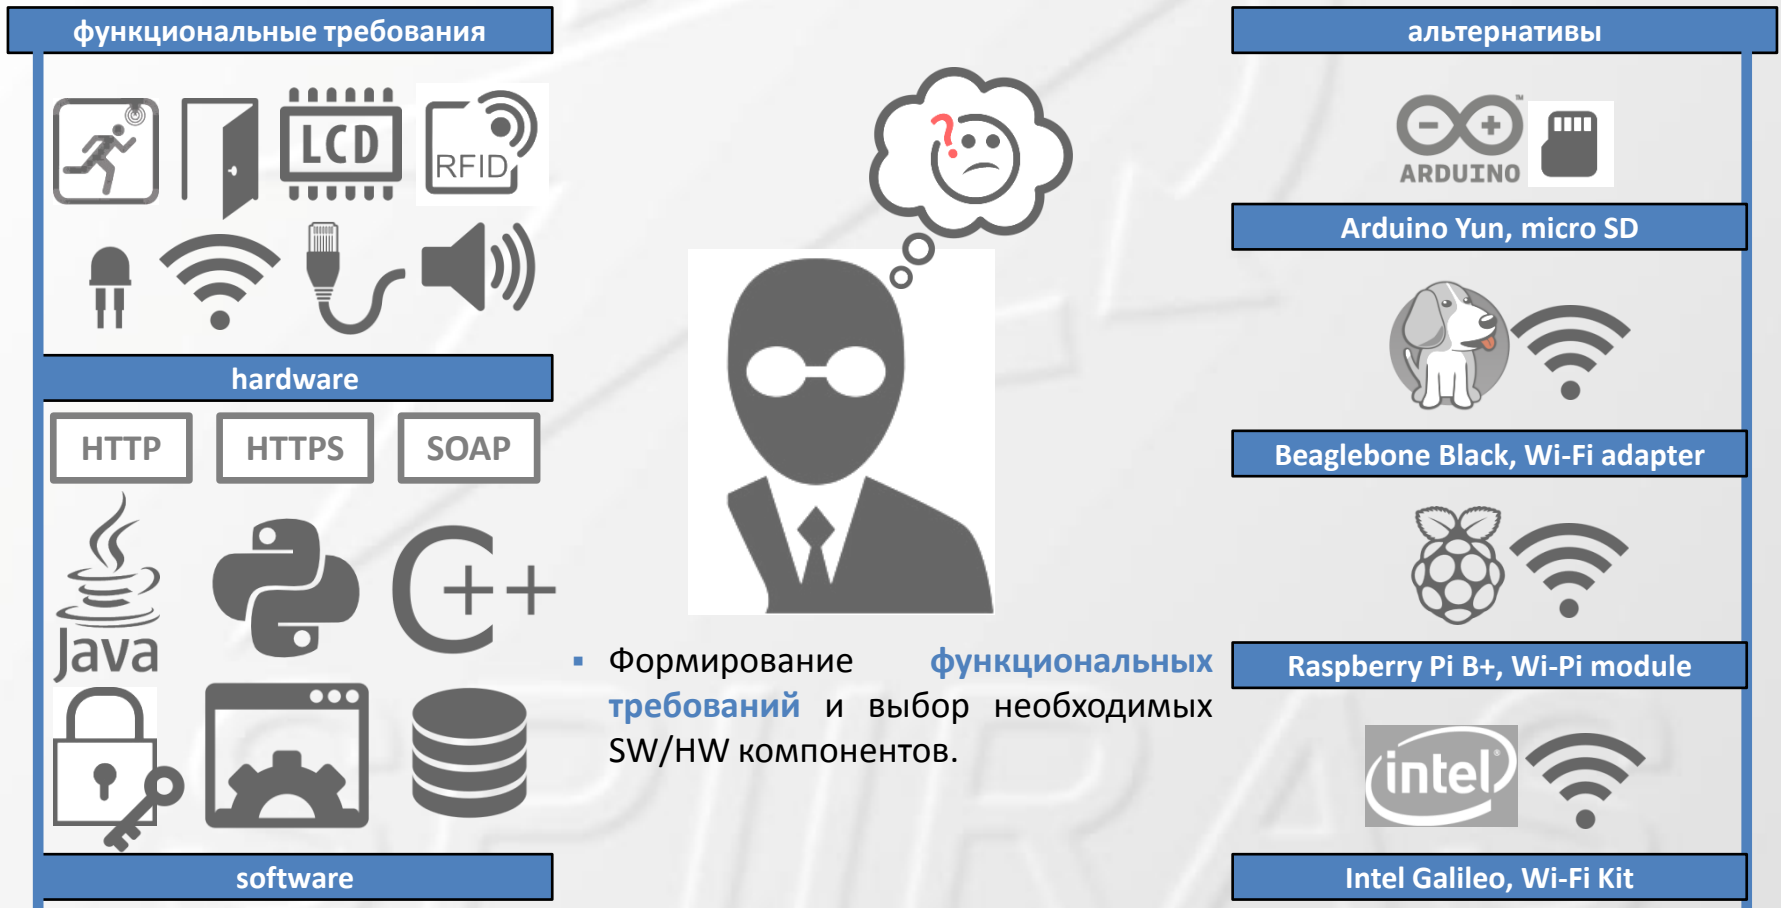 функциональные требования
LCD
RFID
hardware
HTTP
HTTPS
SOAP
Java
C++
software
?
▪ Формирование функциональных
требований и выбор необходимых
SW/HW компонентов.
альтернативы
ARDUINO
TM
Arduino Yun, micro SD
Beaglebone Black, Wi-Fi adapter
Raspberry Pi B+, Wi-Pi module
intel
Intel Galileo, Wi-Fi Kit
SPIIRAS